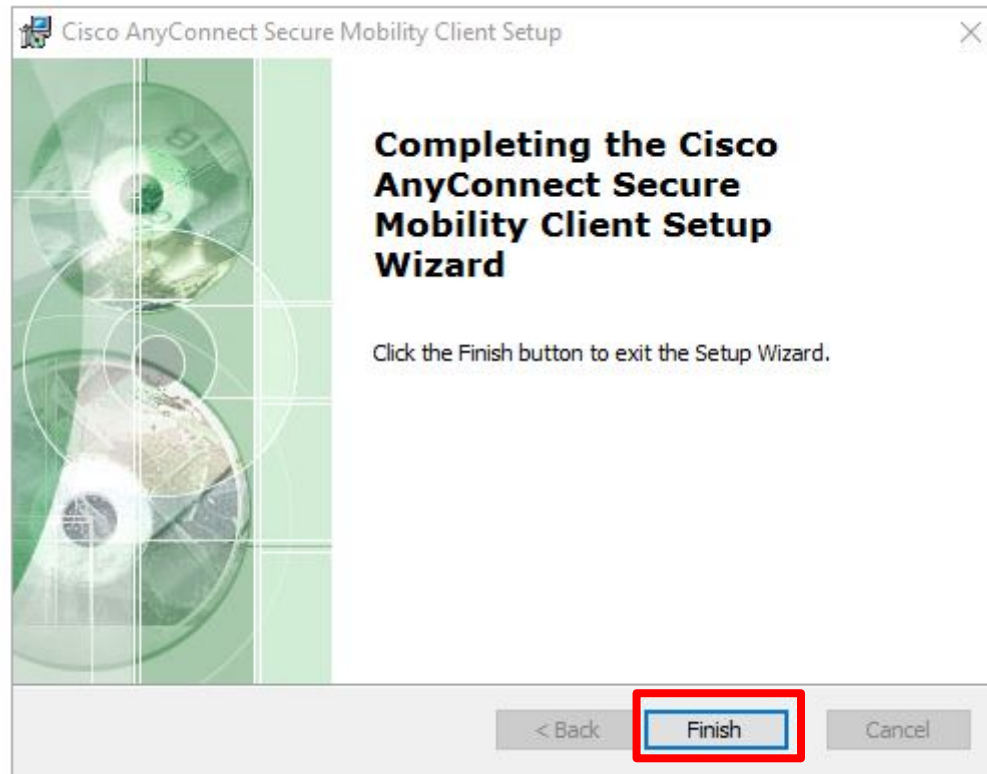 Cisco AnyConnect Secure Mobility Client Setup
Completing the Cisco
AnyConnect Secure
Mobility Client Setup
Wizard
Click the Finish button to exit the Setup Wizard.
< Back
Finish
Cancel